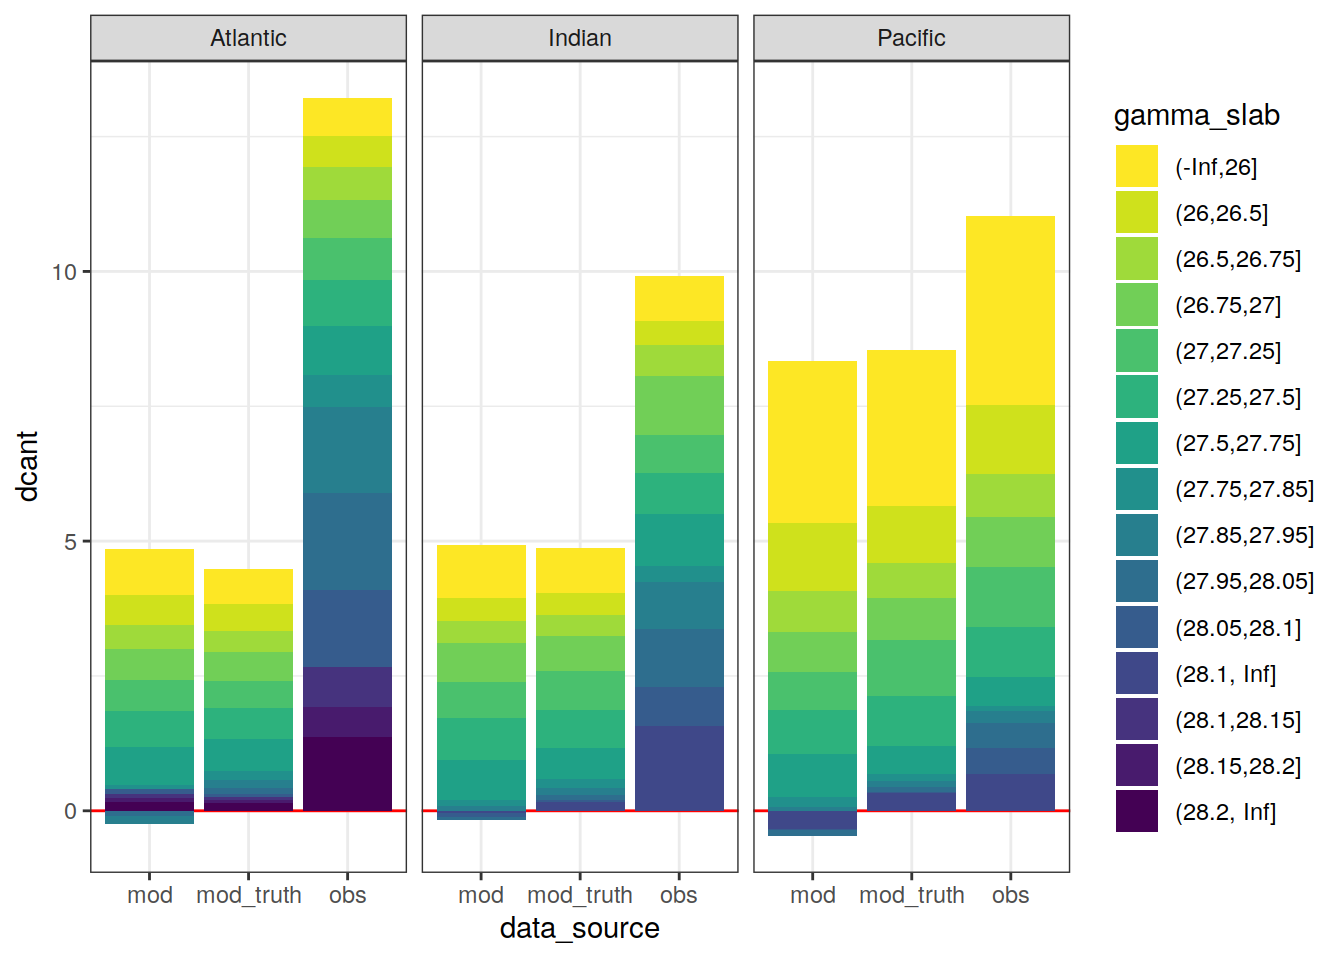 Atlantic
Indian
Pacific
10
5
0
dcant
mod
mod_truth
obs
mod
mod_truth
obs
mod
mod_truth
obs
data_source
gamma_slab
(-Inf,26]
(26,26.5]
(26.5,26.75]
(26.75,27]
(27,27.25]
(27.25,27.5]
(27.5,27.75]
(27.75,27.85]
(27.85,27.95]
(27.95,28.05]
(28.05,28.1]
(28.1, Inf]
(28.1,28.15]
(28.15,28.2]
(28.2, Inf]